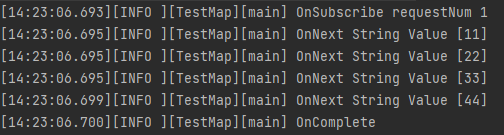 [14:23:06.693][INFO ][TestMap][main] OnSubscribe requestNum 1
[14:23:06.695][INFO ][TestMap][main] OnNext String Value [11]
[14:23:06.695][INFO ][TestMap][main] OnNext String Value [22]
[14:23:06.695][INFO ][TestMap][main] OnNext String Value [33]
[14:23:06.699][INFO ][TestMap][main] OnNext String Value [44]
[14:23:06.700][INFO ][TestMap][main] OnComplete